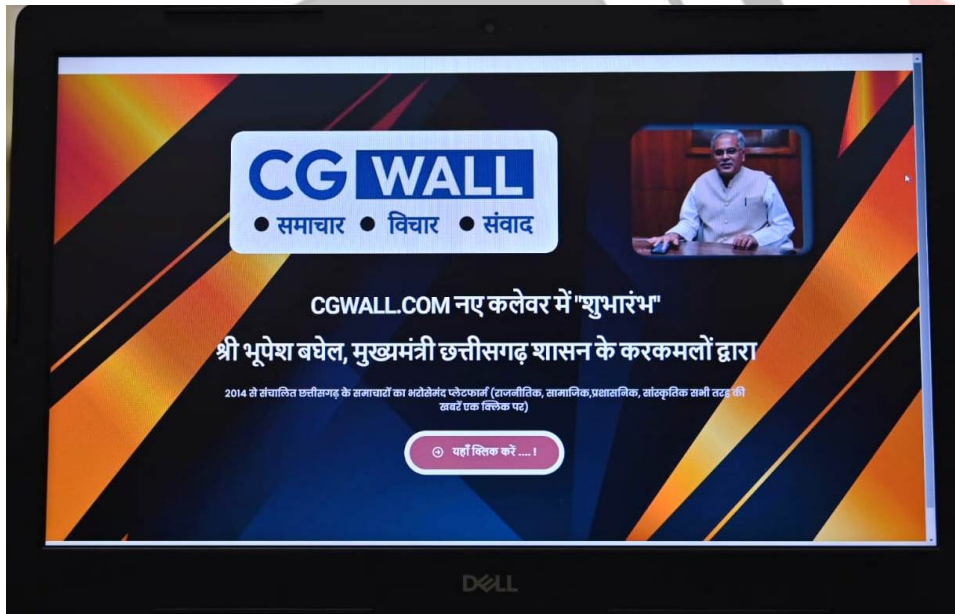 CG WALL
● समाचार ● विचार ● संवाद
CGWALL.COM नए कलेवर में "शुभारंभ"
श्री भूपेश बघेल, मुख्यमंत्री छत्तीसगढ़ शासन के करकमलों द्वारा
2014 से संचालित छत्तीसगढ़ के समाचारों का भरोसेमंद प्लेटफार्म (राजनीतिक, सामाजिक,प्रशासनिक, सांस्कृतिक सभी तरह की
खबरें एक क्लिक पर)
यहाँ क्लिक करें .... !
DELL